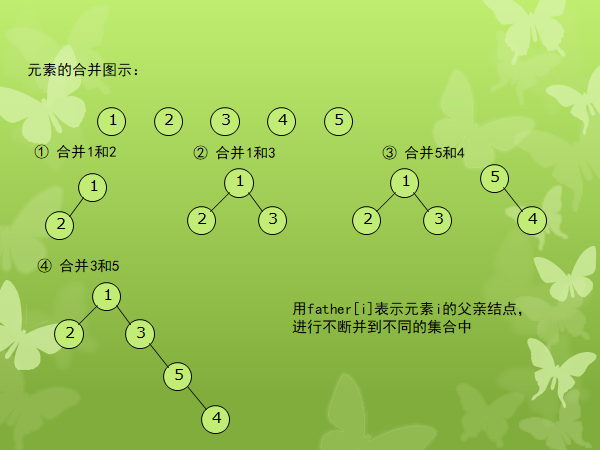 元素的合并图示：
1 2 3 4 5
① 合并1和2 ② 合并1和3 ③ 合并5和4
1 1 1 5
2 2 3 2 3 4
④ 合并3和5
1
用father[i]表示元素i的父亲结点，
进行不断并到不同的集合中
2 3
5
4